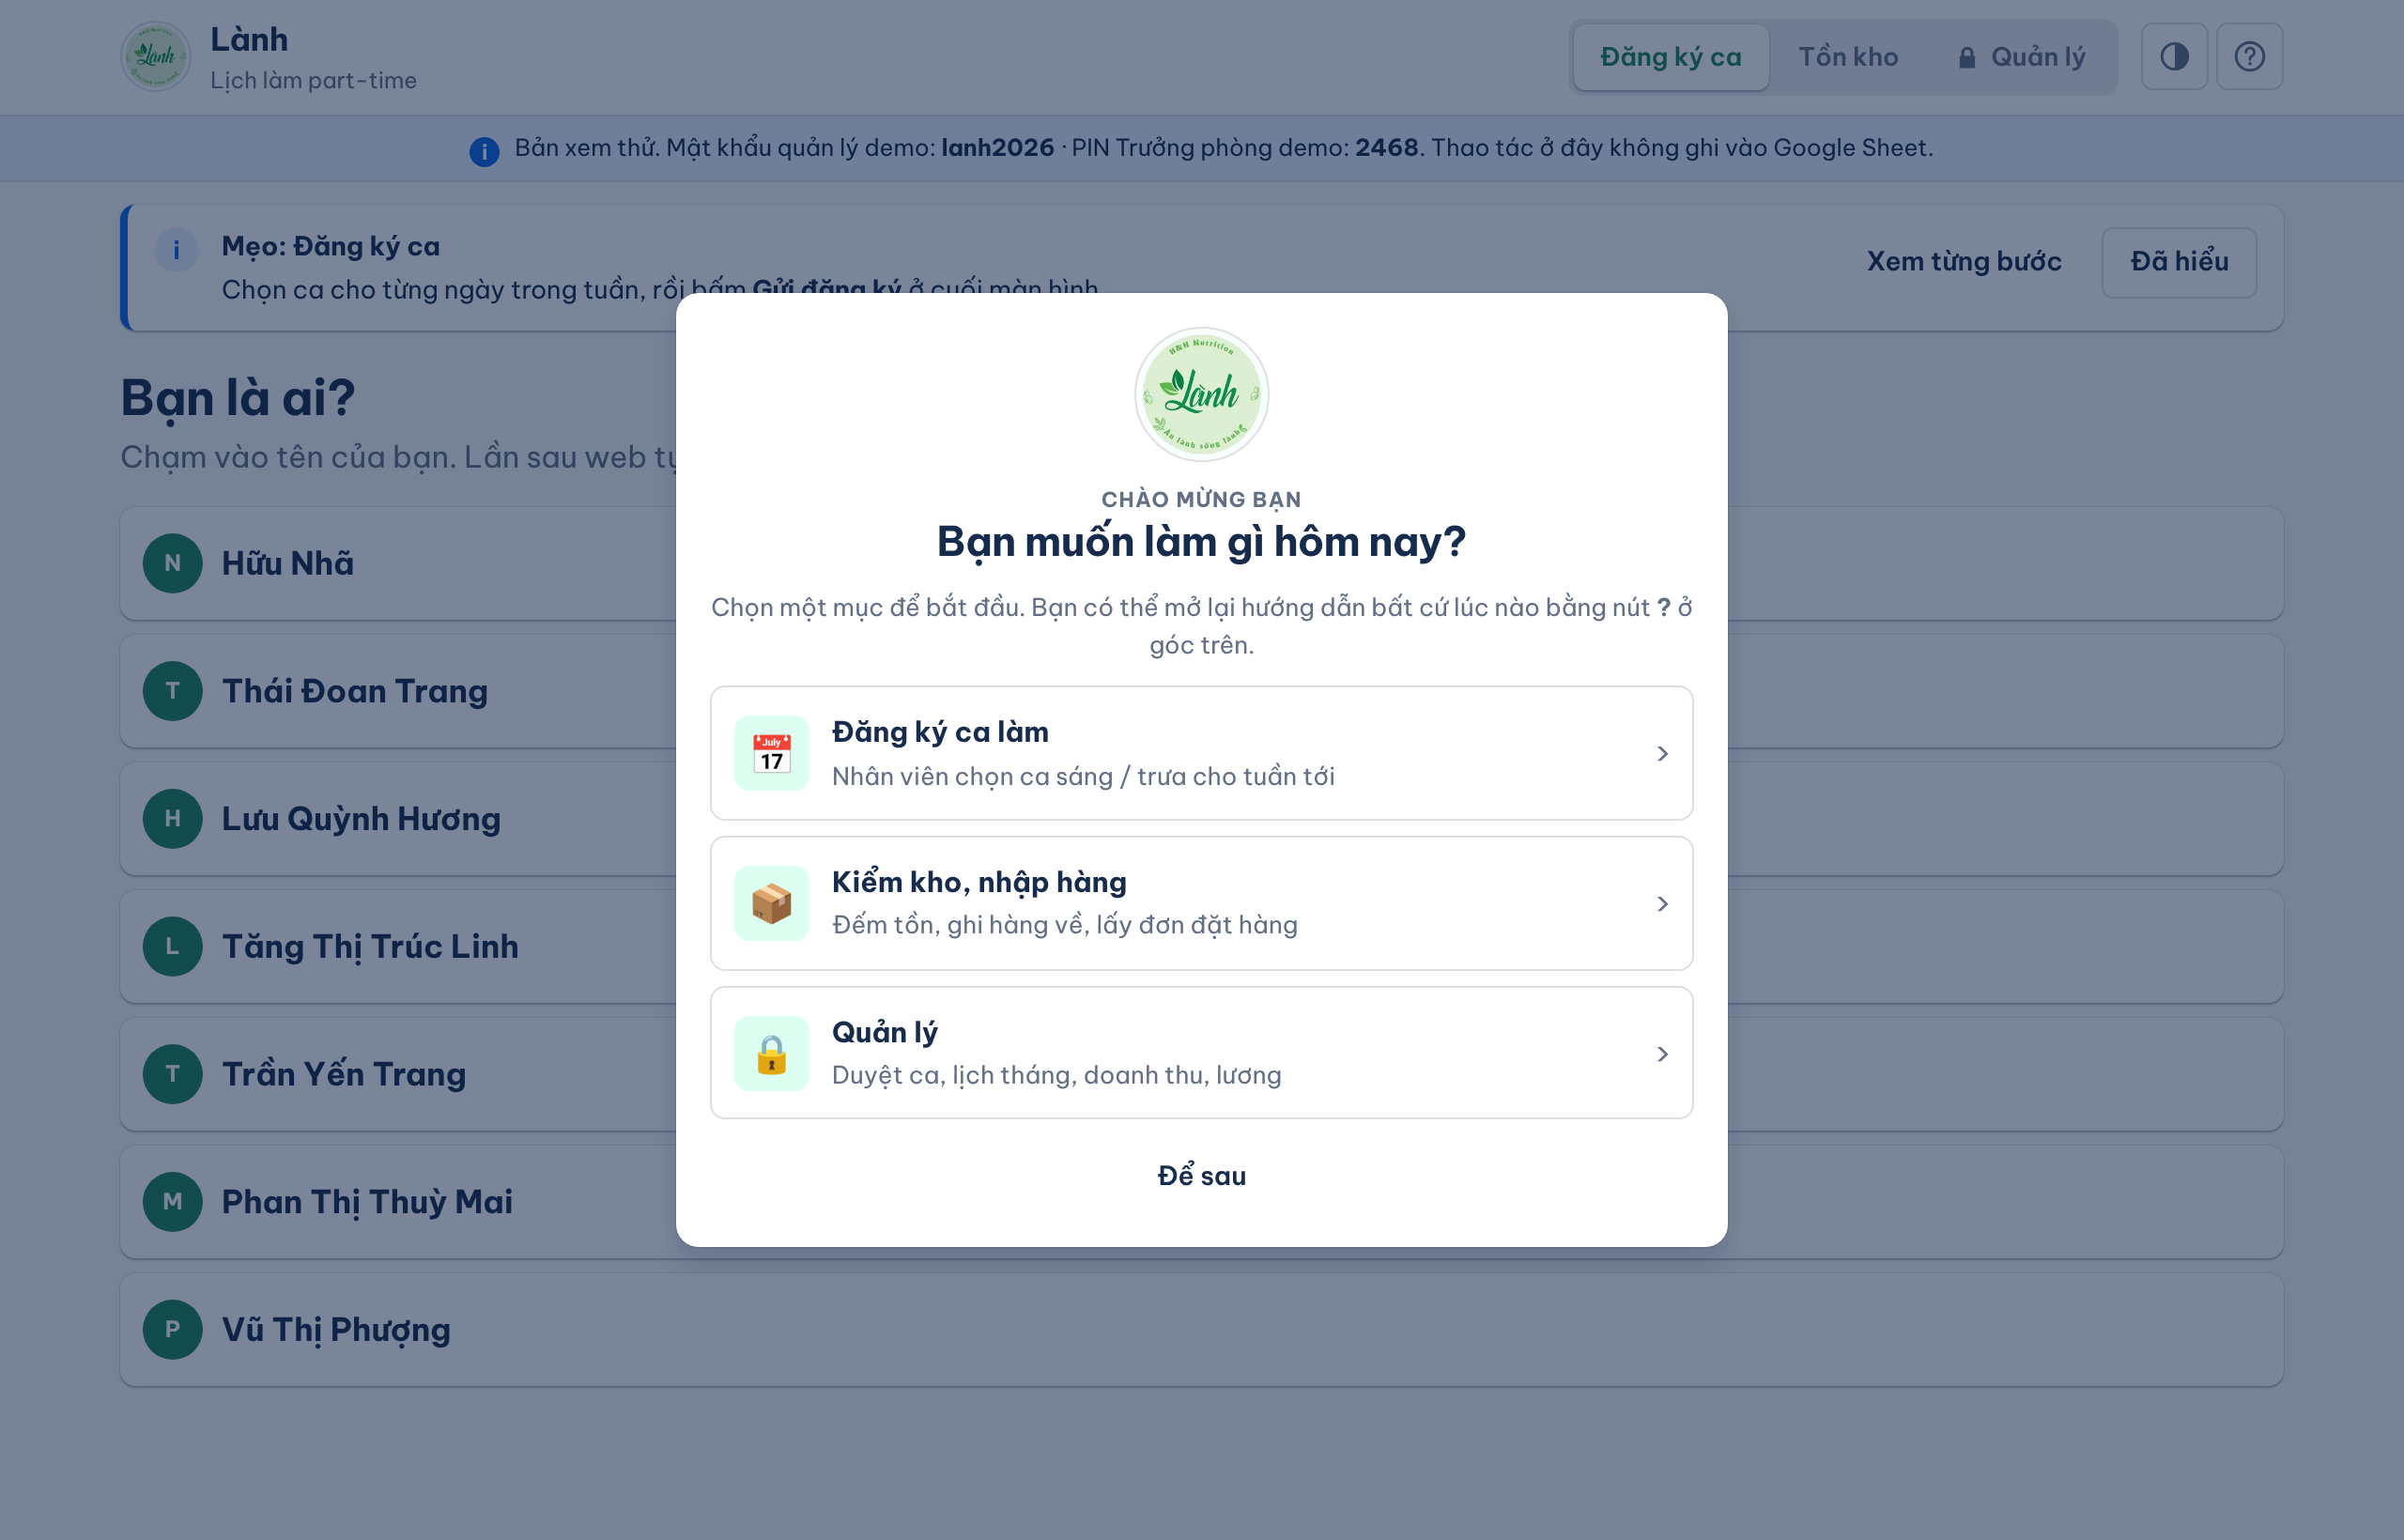 Lành
Lịch làm part-time
Đăng ký ca
Tồn kho
Quản lý
Bản xem thử. Mật khẩu quản lý demo: lanh2026 · PIN Trưởng phòng demo: 2468. Thao tác ở đây không ghi vào Google Sheet.
Mẹo: Đăng ký ca
Chọn ca cho từng ngày trong tuần, rồi bấm Gửi đăng ký ở cuối màn hình
Xem từng bước
Đã hiểu
Bạn là ai?
Chạm vào tên của bạn. Lần sau web
N
Hữu Nhã
T
Thái Đoan Trang
H
Lưu Quỳnh Hương
L
Tăng Thị Trúc Linh
T
Trần Yến Trang
M
Phan Thị Thuỳ Mai
P
Vũ Thị Phượng
H&H Nutrition
Lành
Ăn lành sống lành
CHÀO MỪNG BẠN
Bạn muốn làm gì hôm nay?
Chọn một mục để bắt đầu. Bạn có thể mở lại hướng dẫn bất cứ lúc nào bằng nút ? ở
góc trên.
July
17
Đăng ký ca làm
Nhân viên chọn ca sáng / trưa cho tuần tới
Kiểm kho, nhập hàng
Đếm tồn, ghi hàng về, lấy đơn đặt hàng
Quản lý
Duyệt ca, lịch tháng, doanh thu, lương
Để sau